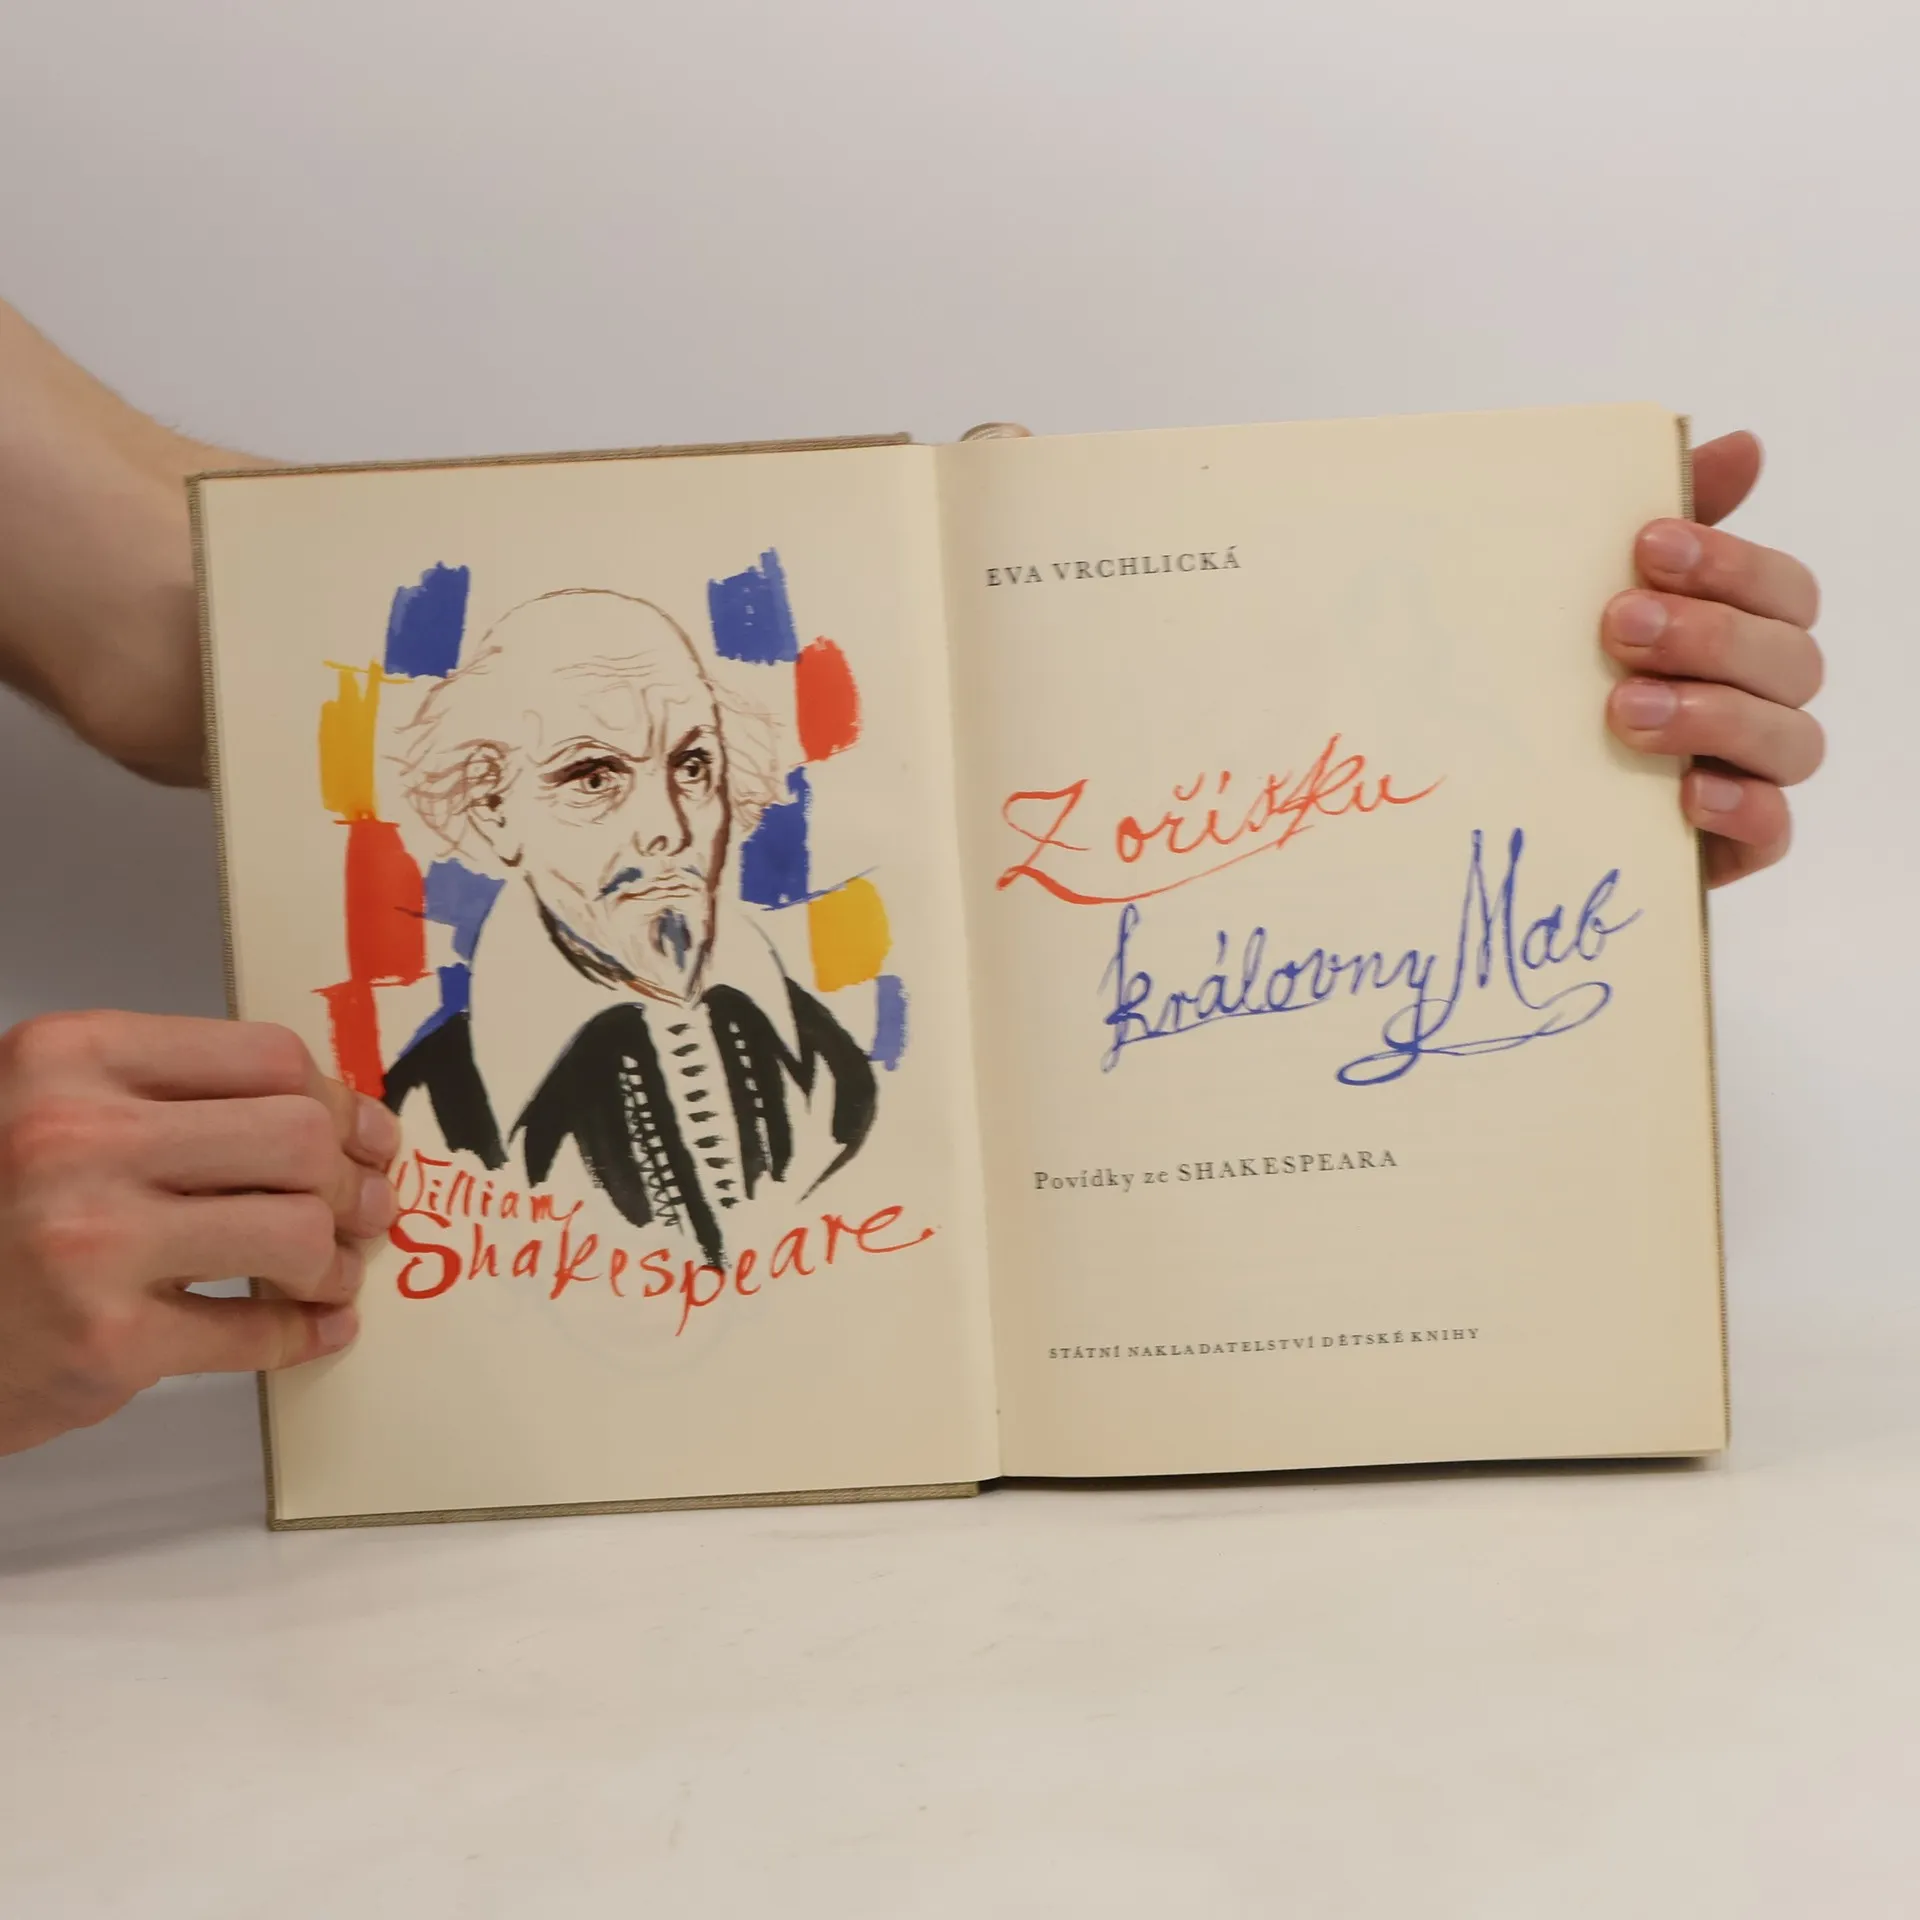 William
Shakespeare
EVA VRCHLICKÁ
Z oříšku
královny Mab
Povídky ze SHAKESPEARA
STÁTNÍ NAKLADATELSTVÍ DĚTSKÉ KNIHY